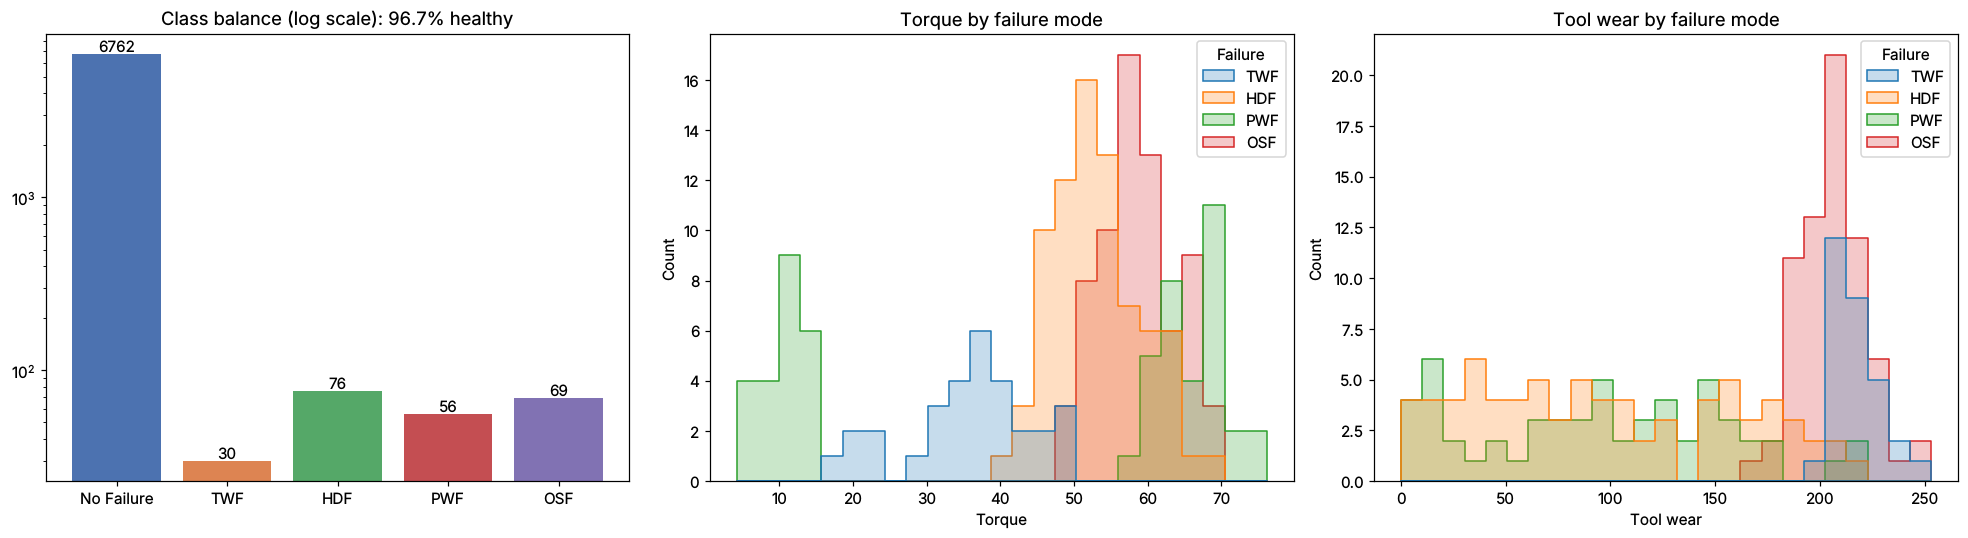 Class balance (log scale): 96.7% healthy
6762
30
76
56
69
10³
10²
No Failure
TWF
HDF
PWF
OSF
Torque by failure mode
Failure
TWF
HDF
PWF
OSF
Count
16
14
12
10
8
6
4
2
0
10
20
30
40
50
60
70
Torque
Tool wear by failure mode
Failure
TWF
HDF
PWF
OSF
Count
20.0
17.5
15.0
12.5
10.0
7.5
5.0
2.5
0.0
0
50
100
150
200
250
Tool wear